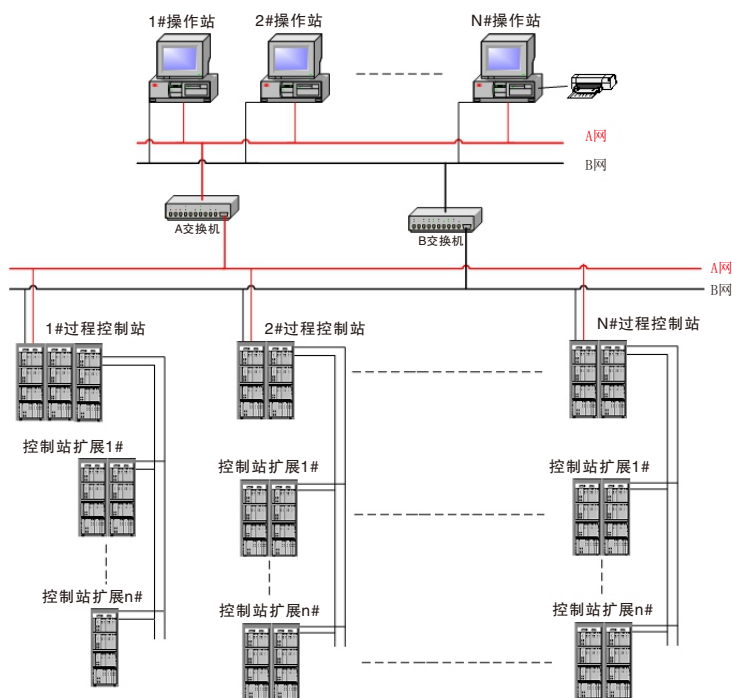 1#操作站
2#操作站
N#操作站
A网
B网
A交换机
B交换机
A网
B网
1#过程控制站
2#过程控制站
N#过程控制站
控制站扩展1#
控制站扩展1#
控制站扩展1#
控制站扩展n#
控制站扩展n#
控制站扩展n#